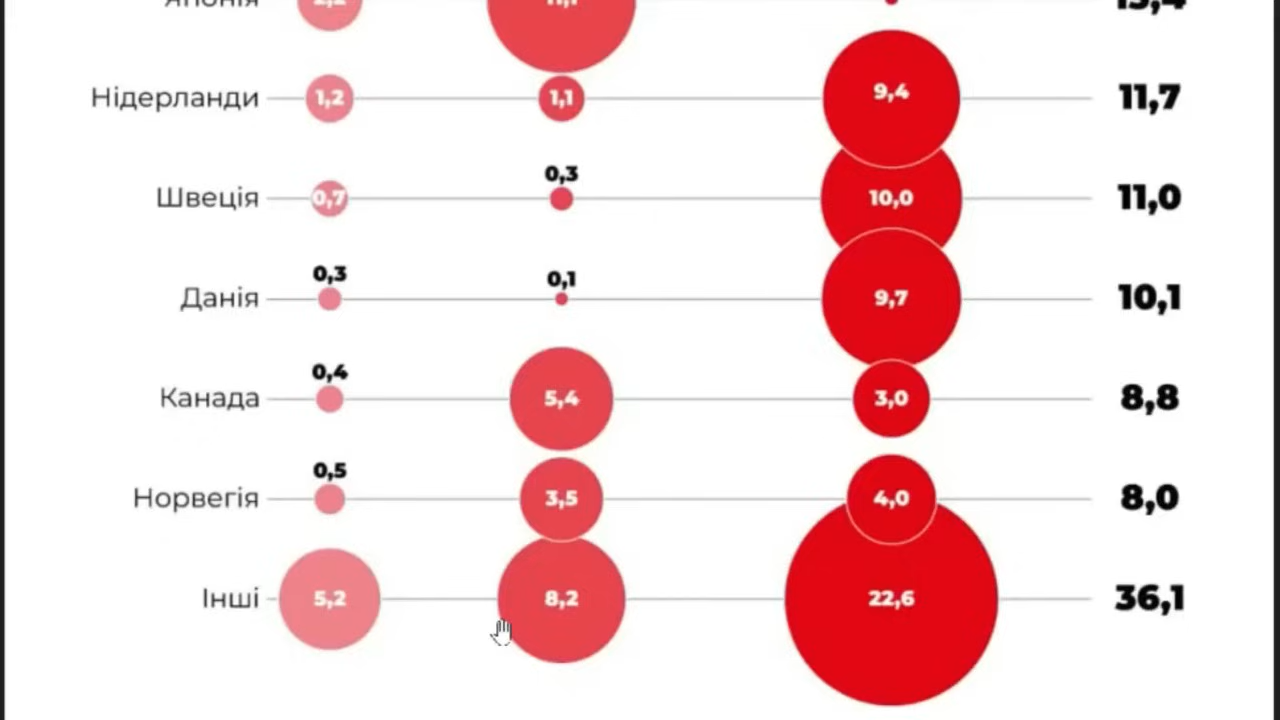 Нідерланди 1,2 1,1 9,4 11,7
Швеція 0,7 0,3 10,0 11,0
Данія 0,3 0,1 9,7 10,1
Канада 0,4 5,4 3,0 8,8
Норвегія 0,5 3,5 4,0 8,0
Інші 5,2 8,2 22,6 36,1